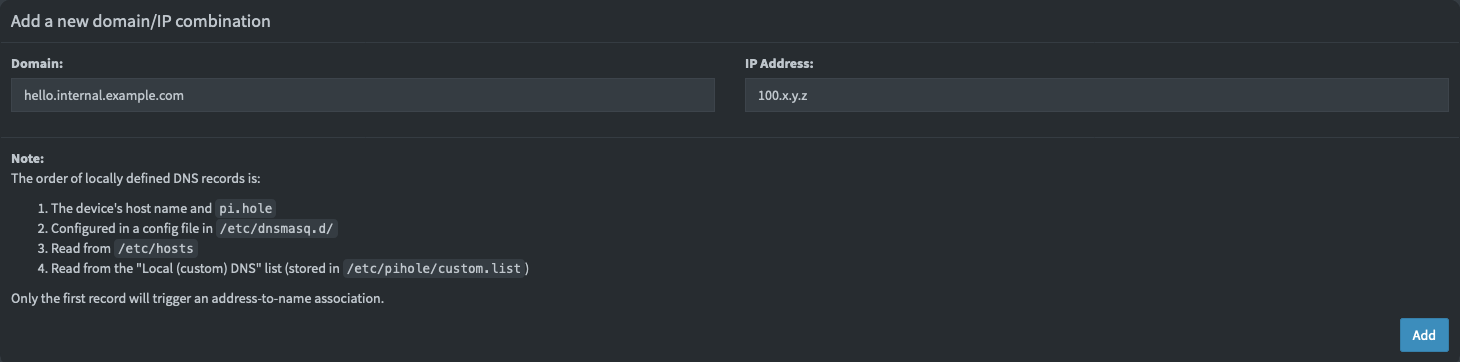 Add a new domain/IP combination
Domain:
IP Address:
hello.internal.example.com
100.x.y.z
Note:
The order of locally defined DNS records is:
1. The device's host name and pi.hole
2. Configured in a config file in /etc/dnsmasq.d/
3. Read from /etc/hosts
4. Read from the "Local (custom) DNS" list (stored in /etc/pihole/custom.list)
Only the first record will trigger an address-to-name association.
Add